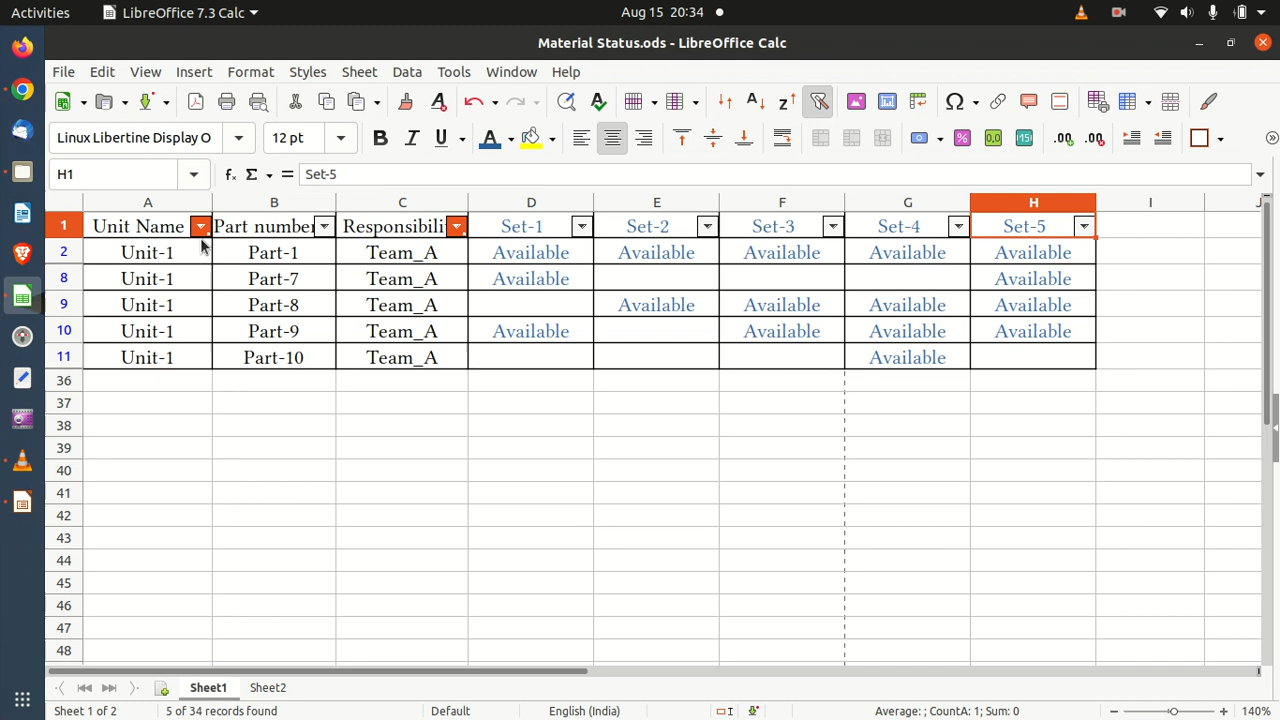 Activities LibreOffice 7.3 Calc Aug 15 20:34
Material Status.ods - LibreOffice Calc
File Edit View Insert Format Styles Sheet Data Tools Window Help
Linux Libertine Display O 12 pt
H1 Set-5
A B C D E F G H I J
1 Unit Name Part number Responsibili Set-1 Set-2 Set-3 Set-4 Set-5
2 Unit-1 Part-1 Team_A Available Available Available Available Available
8 Unit-1 Part-7 Team_A Available Available
9 Unit-1 Part-8 Team_A Available Available Available Available
10 Unit-1 Part-9 Team_A Available Available Available Available
11 Unit-1 Part-10 Team_A Available
36
37
38
39
40
41
42
43
44
45
46
47
48
Sheet1 Sheet2
Sheet 1 of 2 5 of 34 records found Default English (India) Average: ; CountA: 1; Sum: 0 140%